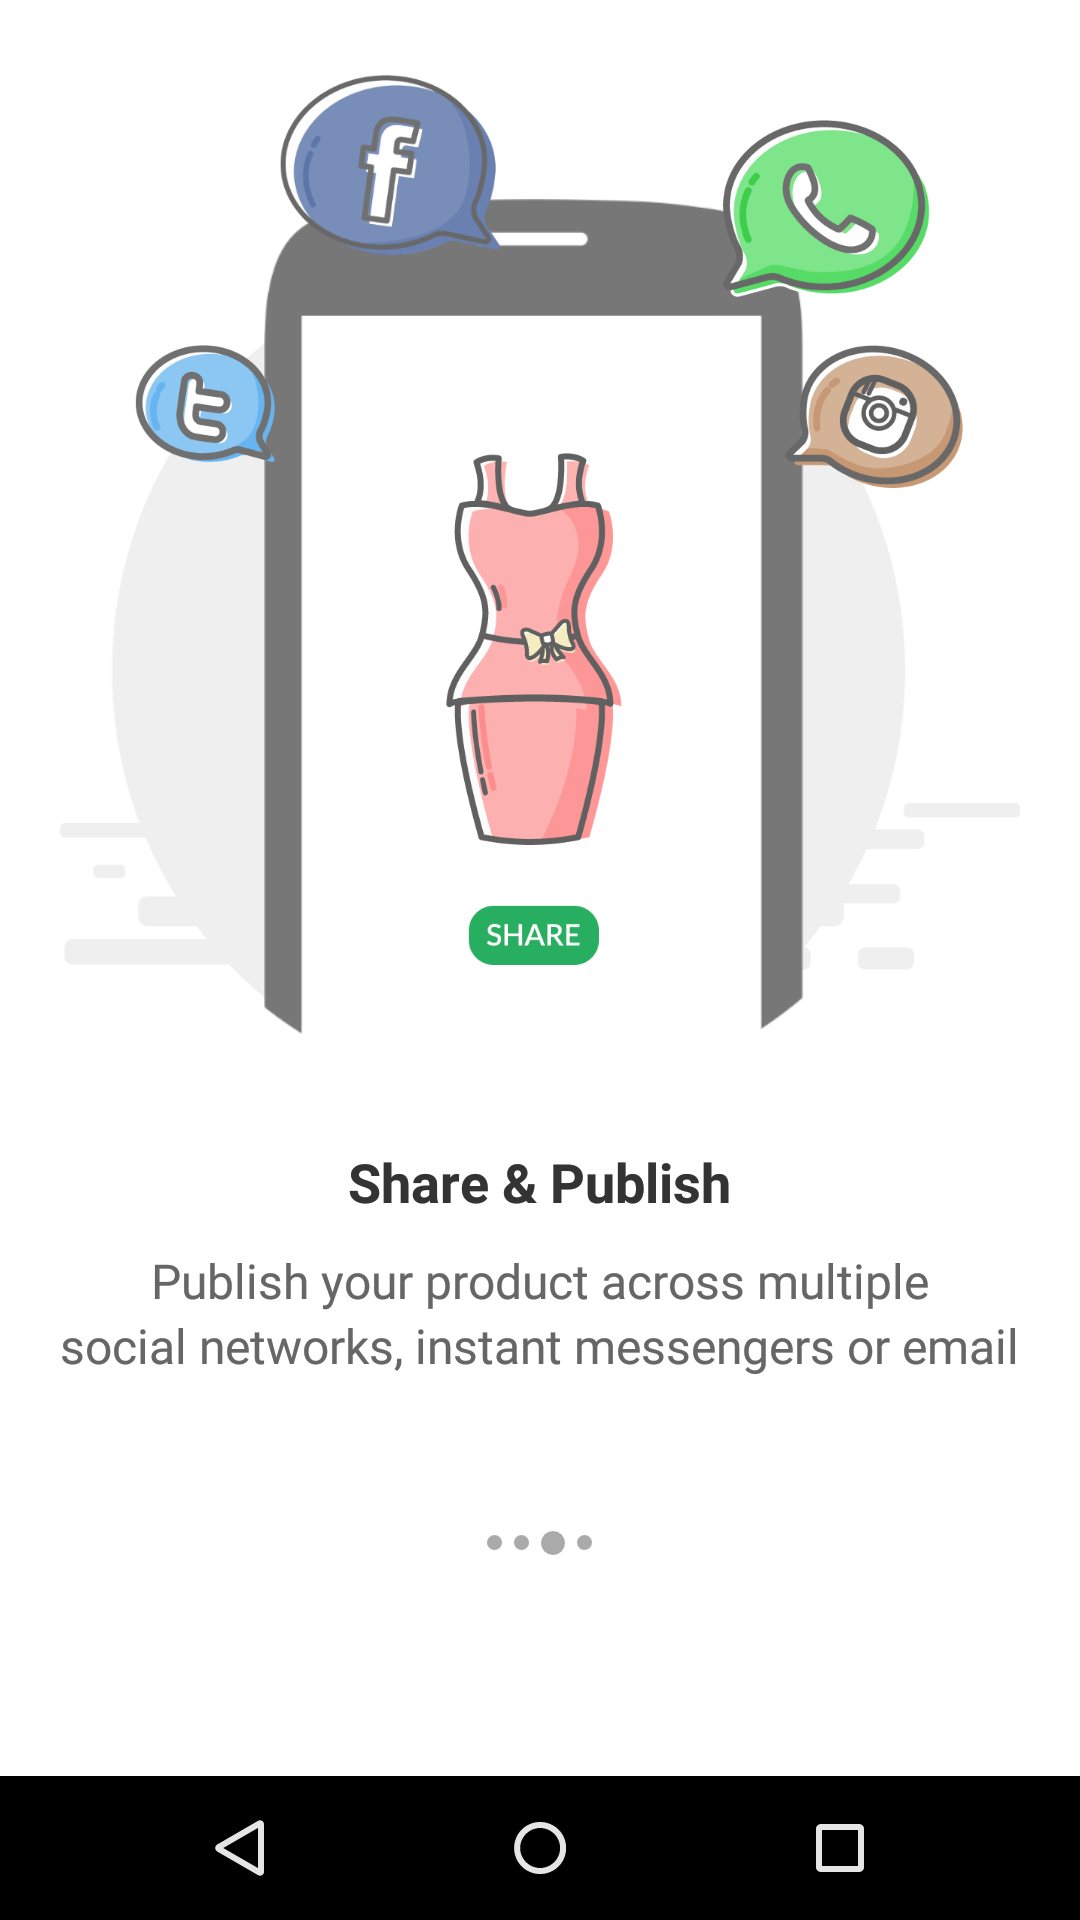 SHARE
Share & Publish
Publish your product across multiple
social networks, instant messengers or email